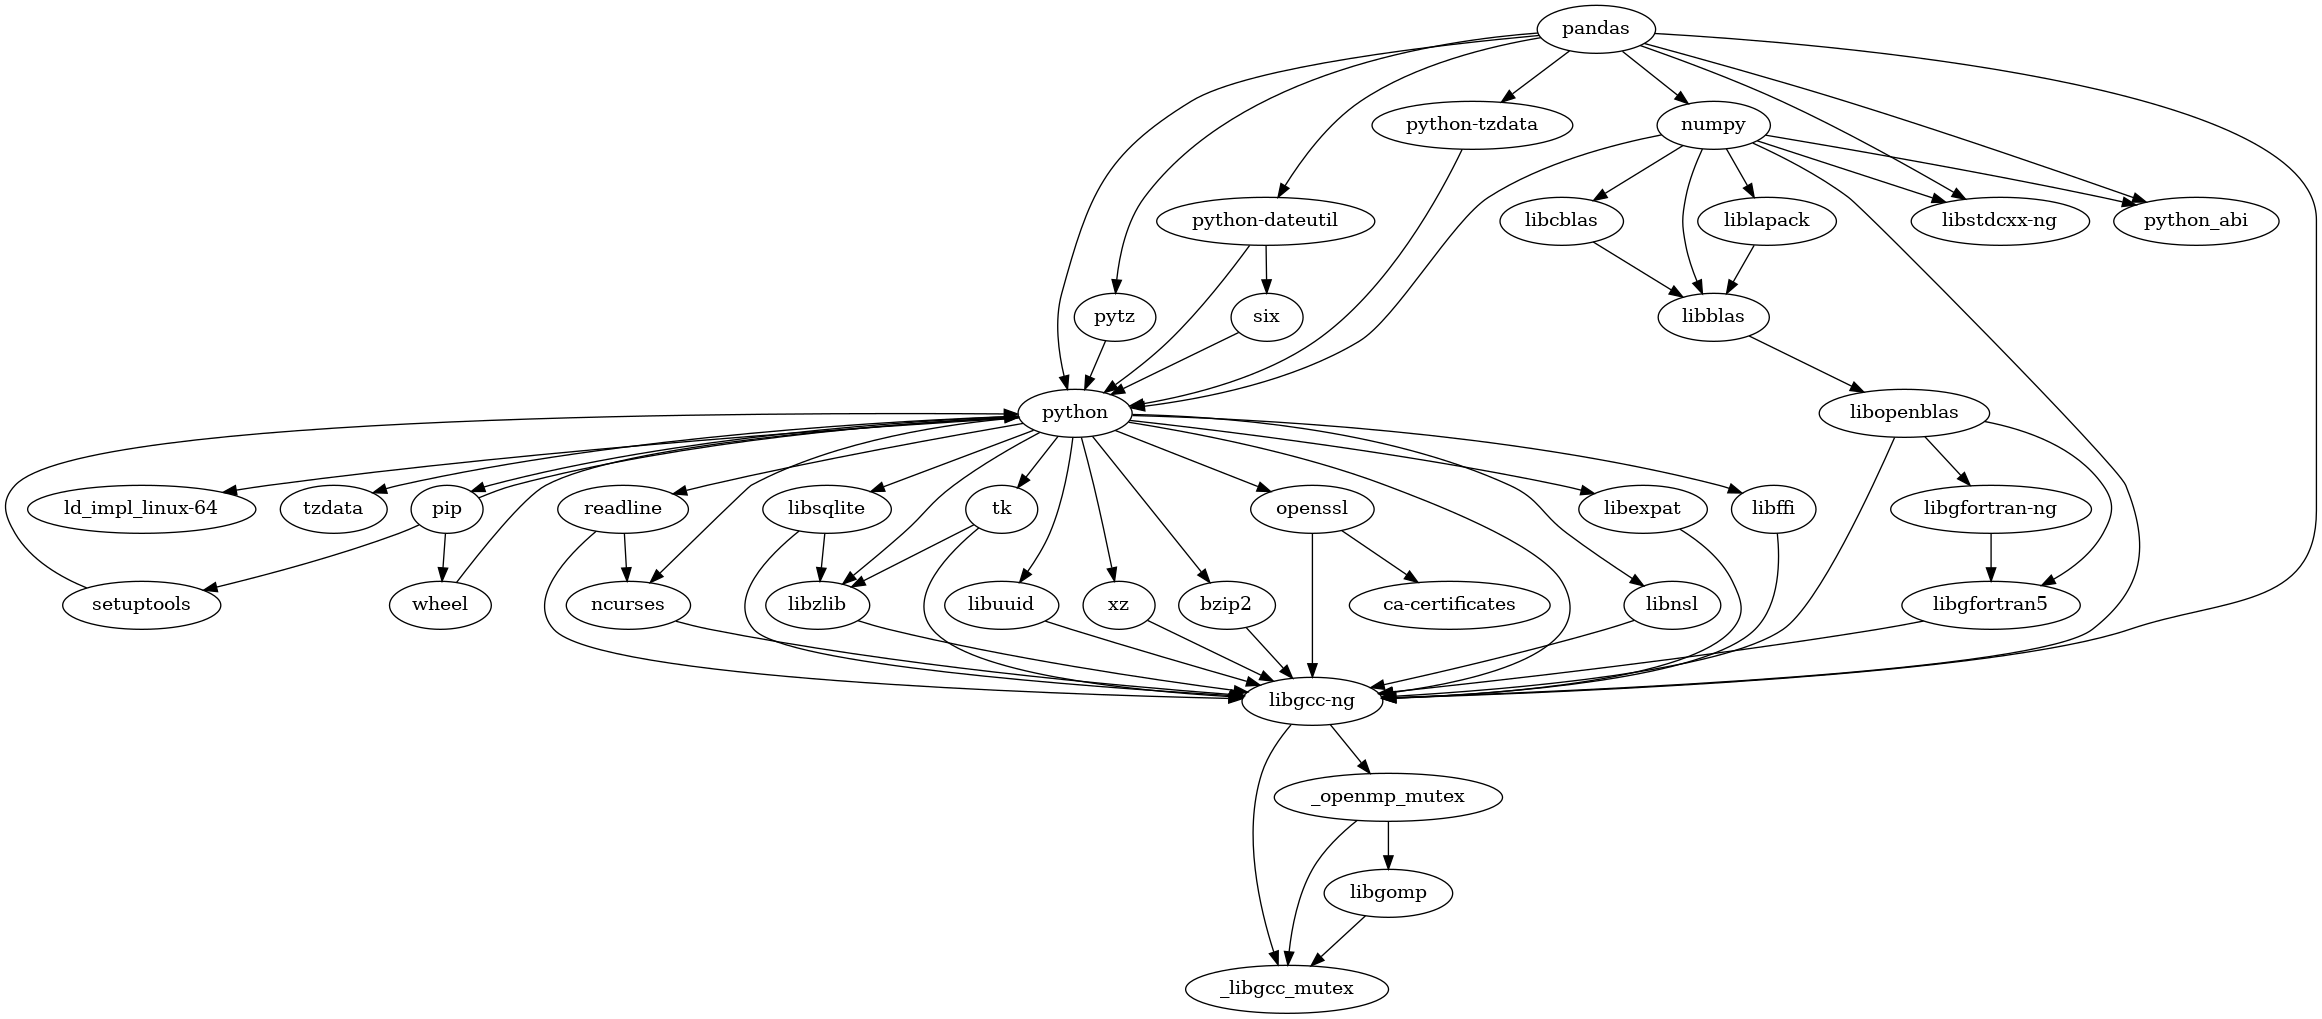 pandas
python-tzdata
numpy
python-dateutil
libcblas
liblapack
libstdcxx-ng
python_abi
pytz
six
libblas
python
libopenblas
ld_impl_linux-64
tzdata
pip
readline
libsqlite
tk
openssl
libexpat
libffi
libgfortran-ng
setuptools
wheel
ncurses
libzlib
libuuid
xz
bzip2
ca-certificates
libnsl
libgfortran5
libgcc-ng
_openmp_mutex
libgomp
_libgcc_mutex